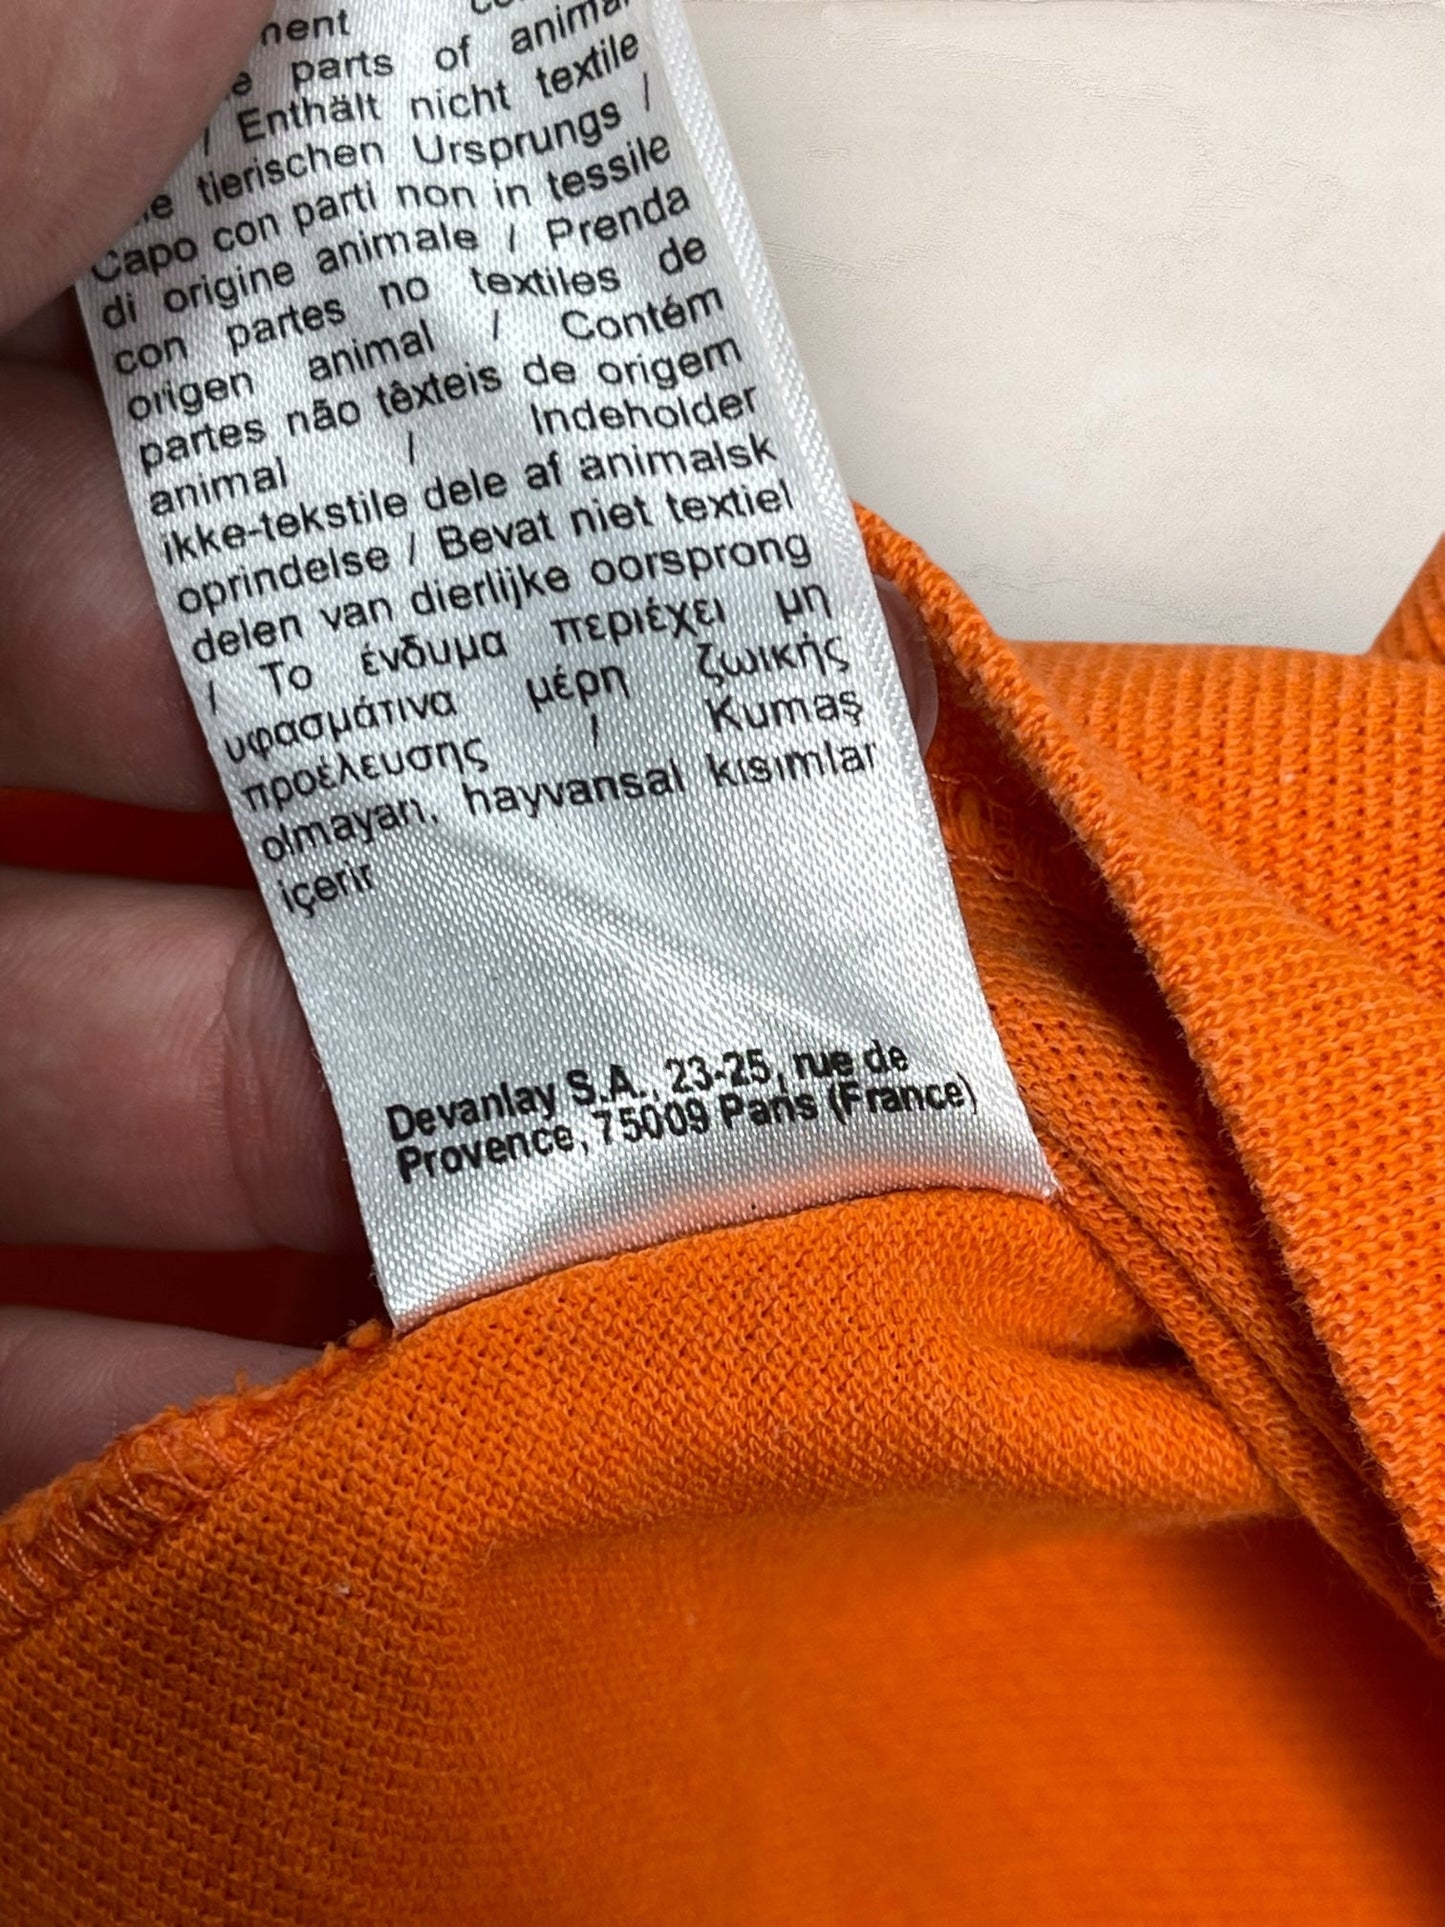 parts of animal
/ Enthält nicht textile
tierischen Ursprungs /
Capo con parti non in tessile
di origine animale / Prenda
con partes no textiles de
origen animal / Contém
partes não têxteis de origem
animal / Indeholder
ikke-tekstile dele af animalsk
oprindelse / Bevat niet textiel
delen van dierlijke oorsprong
/ Το ένδυμα περιέχει μη
υφασμάτινα μέρη ζωικής
προέλευσης / Kumaş
olmayan, hayvansal kısımlar
içerir
Devanlay S.A., 23-25, rue de
Provence, 75009 Paris (France)